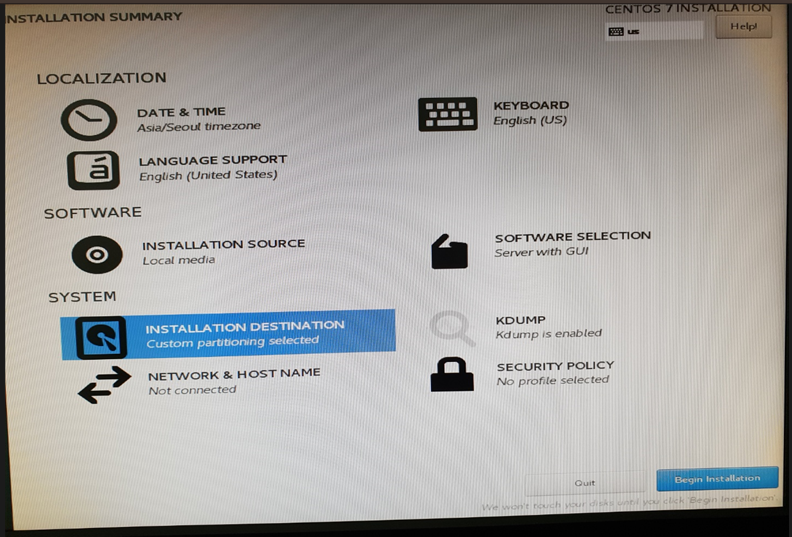 INSTALLATION SUMMARY
CENTOS 7 INSTALLATION
us
Help!
LOCALIZATION
DATE & TIME
Asia/Seoul timezone
KEYBOARD
English (US)
á
LANGUAGE SUPPORT
English (United States)
SOFTWARE
INSTALLATION SOURCE
Local media
SOFTWARE SELECTION
Server with GUI
SYSTEM
INSTALLATION DESTINATION
Custom partitioning selected
KDUMP
Kdump is enabled
NETWORK & HOST NAME
Not connected
SECURITY POLICY
No profile selected
Quit
Begin Installation
We won't touch your disks until you click 'Begin Installation'.